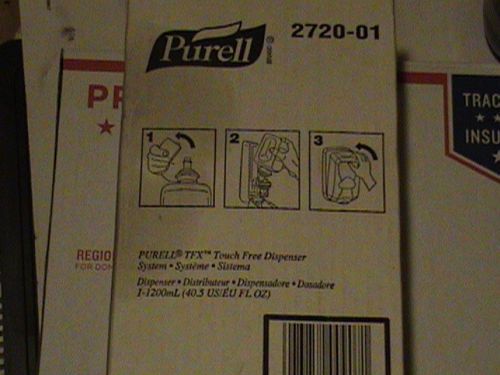 Purell
2720-01
PR
TRAC
INSU
1
2
3
REGIO
FOR DOM
PURELL® TFX™ Touch Free Dispenser
System • Système • Sistema
Dispenser • Distributeur • Dispensadore • Dosadore
1-1200mL (40.5 US/EU FL OZ)